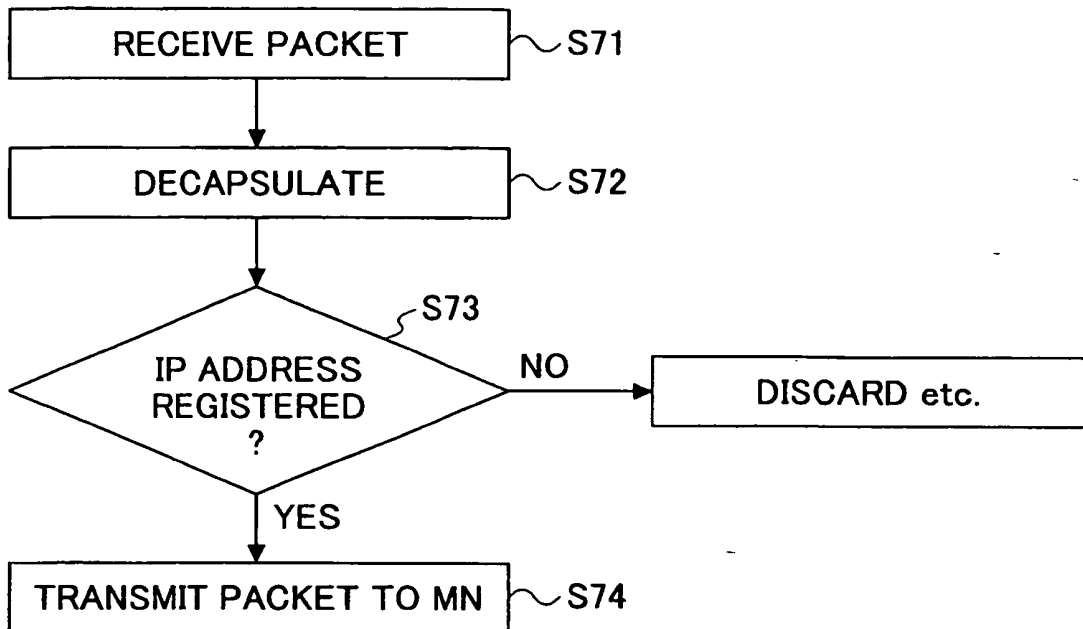 RECEIVE PACKET S71
DECAPSULATE S72
S73
IP ADDRESS
REGISTERED
?
NO
DISCARD etc.
YES
TRANSMIT PACKET TO MN S74